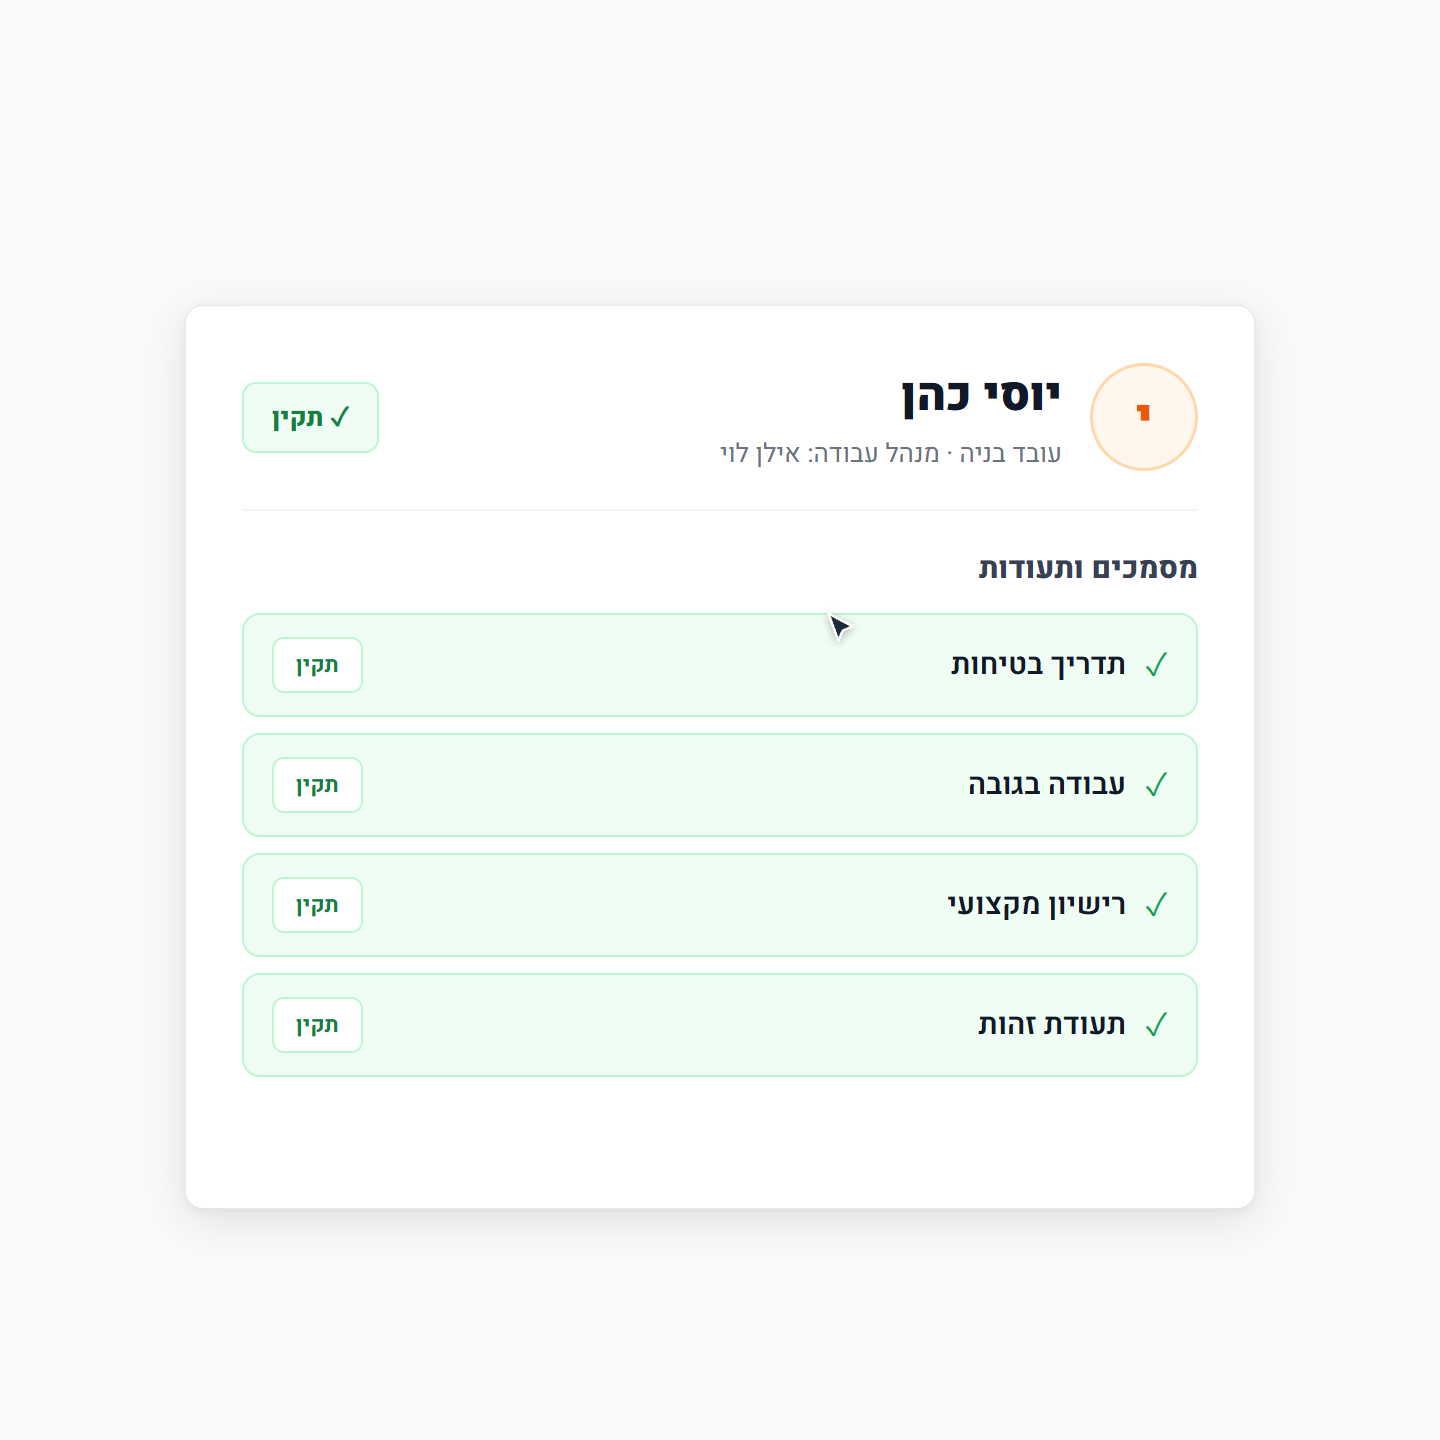 י
יוסי כהן
עובד בניה · מנהל עבודה: אילן לוי
✓ תקין
מסמכים ותעודות
✓ תדריך בטיחות תקין
✓ עבודה בגובה תקין
✓ רישיון מקצועי תקין
✓ תעודת זהות תקין